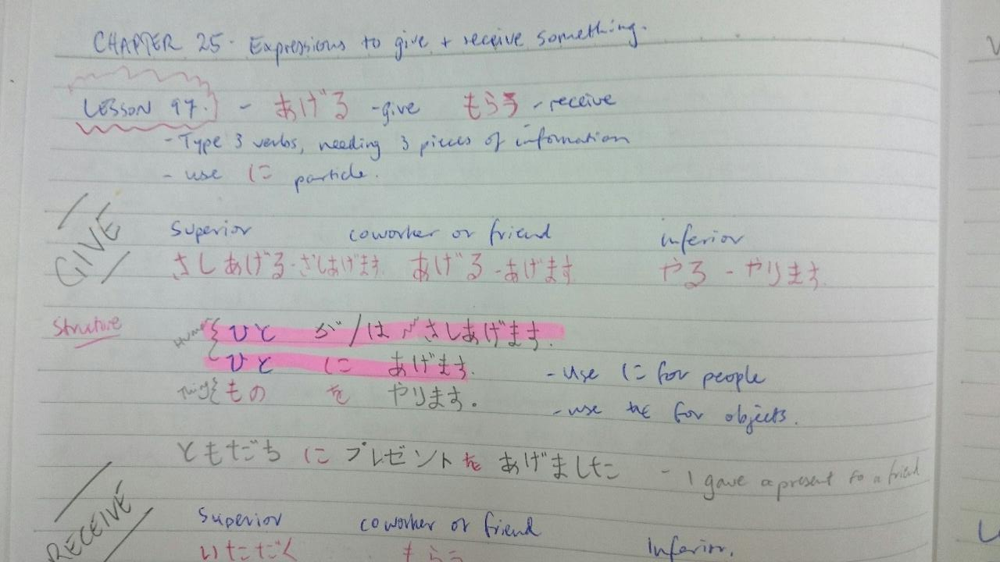 CHAPTER 25. Expressions to give + receive something.
LESSON 97. - あげる - give もらう - receive
- Type 3 verbs, needing 3 pieces of information
- use に particle.
GIVE
Superior coworker or friend inferior
さしあげる - さしあげます. あげる - あげます やる - やります.
Structure
Human { ひと が/は さしあげます.
ひと に あげます.
- use に for people
Thing { もの を やります.
- use を for objects.
ともだち に プレゼント を あげました - I gave a present to a friend
RECEIVE
Superior coworker or friend Inferior.
いただく もらう